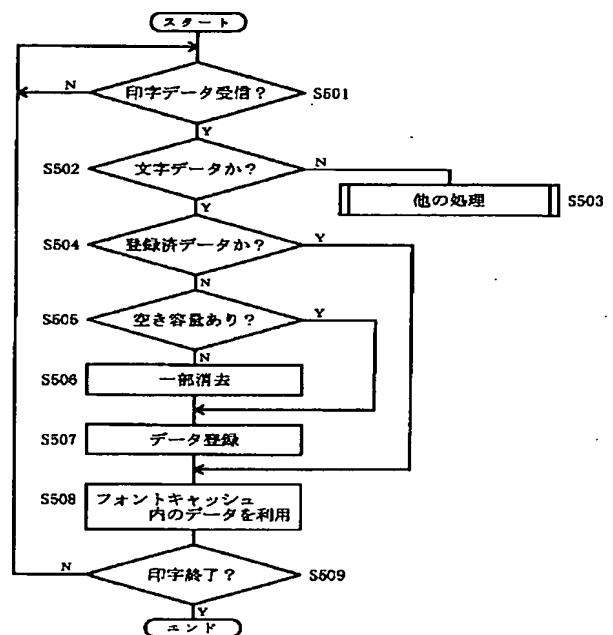 スタート
N
印字データ受信?
S501
Y
S502
文字データか?
N
Y
他の処理
S503
S504
登録済データか?
Y
N
S505
空き容量あり?
Y
N
S506
一部消去
S507
データ登録
S508
フォントキャッシュ
内のデータを利用
N
印字終了?
S509
Y
エンド